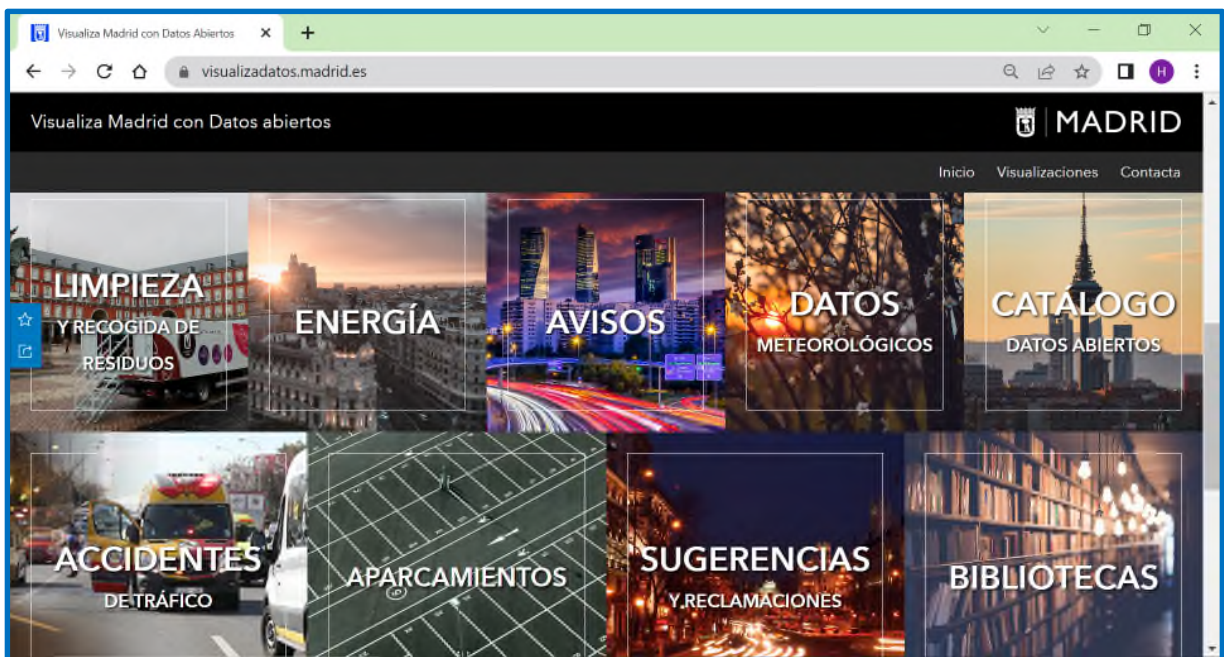 Visualiza Madrid con Datos Abiertos
visualizadatos.madrid.es
H
Visualiza Madrid con Datos abiertos
MADRID
Inicio Visualizaciones Contacta
LIMPIEZA
Y RECOGIDA DE
RESIDUOS
ENERGÍA
AVISOS
DATOS
METEOROLÓGICOS
CATÁLOGO
DATOS ABIERTOS
ACCIDENTES
DE TRÁFICO
APARCAMIENTOS
SUGERENCIAS
Y RECLAMACIONES
BIBLIOTECAS